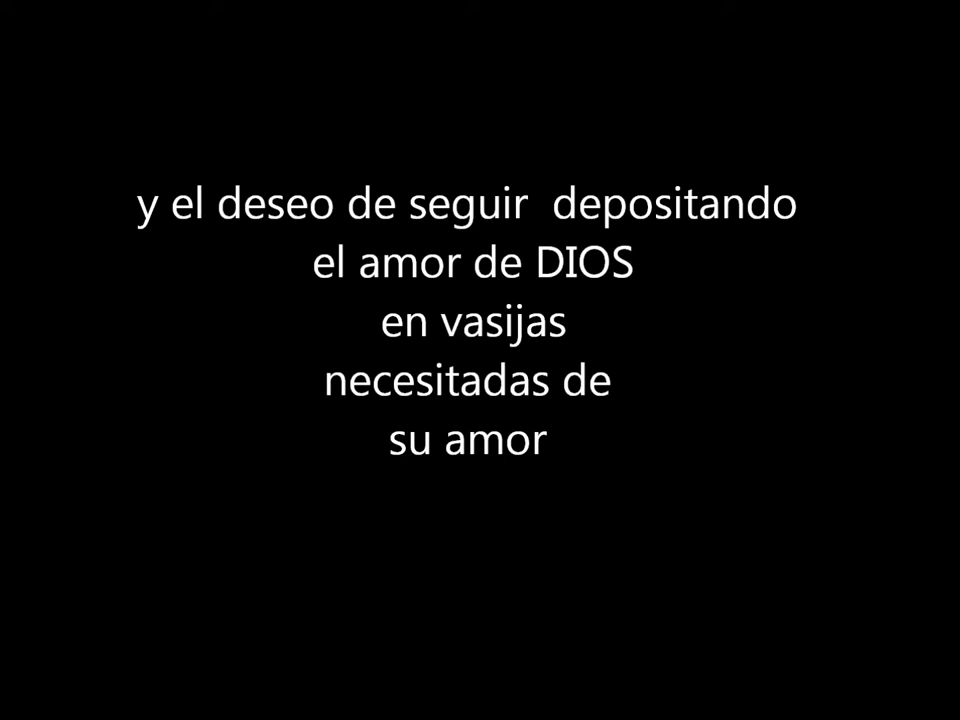 y el deseo de seguir  depositando
el amor de DIOS
en vasijas
necesitadas de
su amor